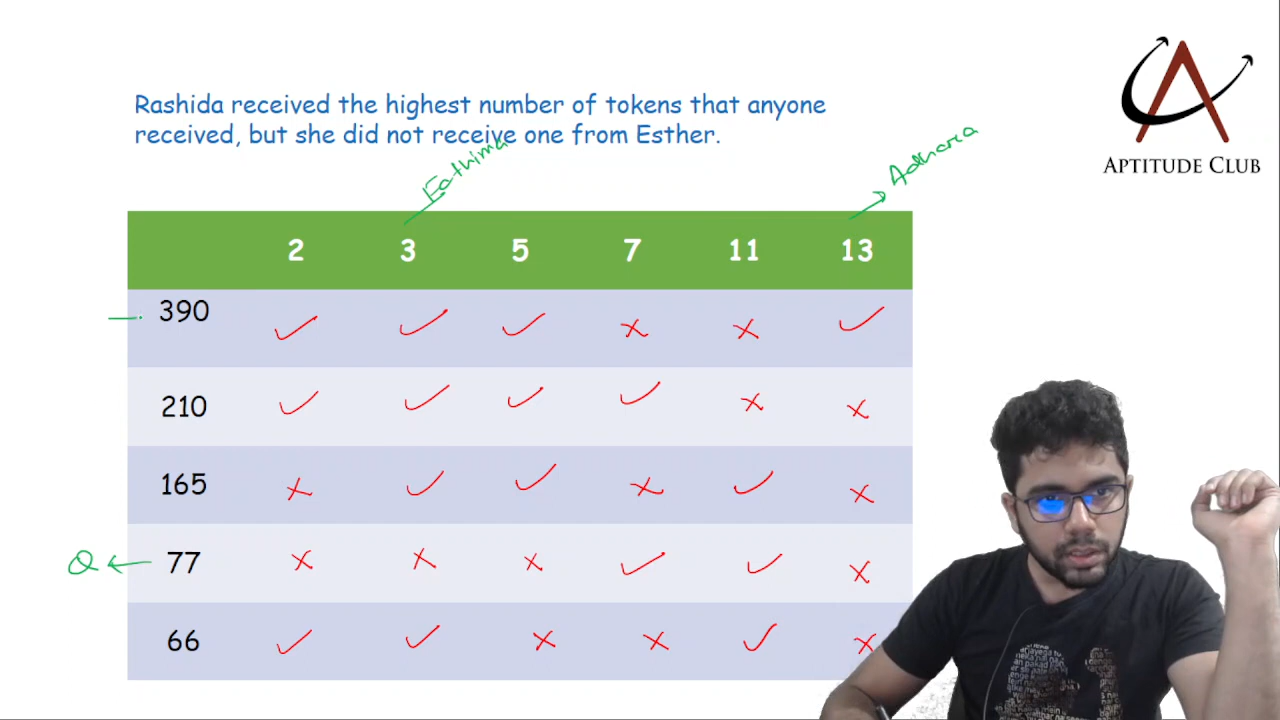 Rashida received the highest number of tokens that anyone
received, but she did not receive one from Esther.
APTITUDE CLUB
Fathima
Adhara
2 3 5 7 11 13
390
210
165
Q ← 77
66